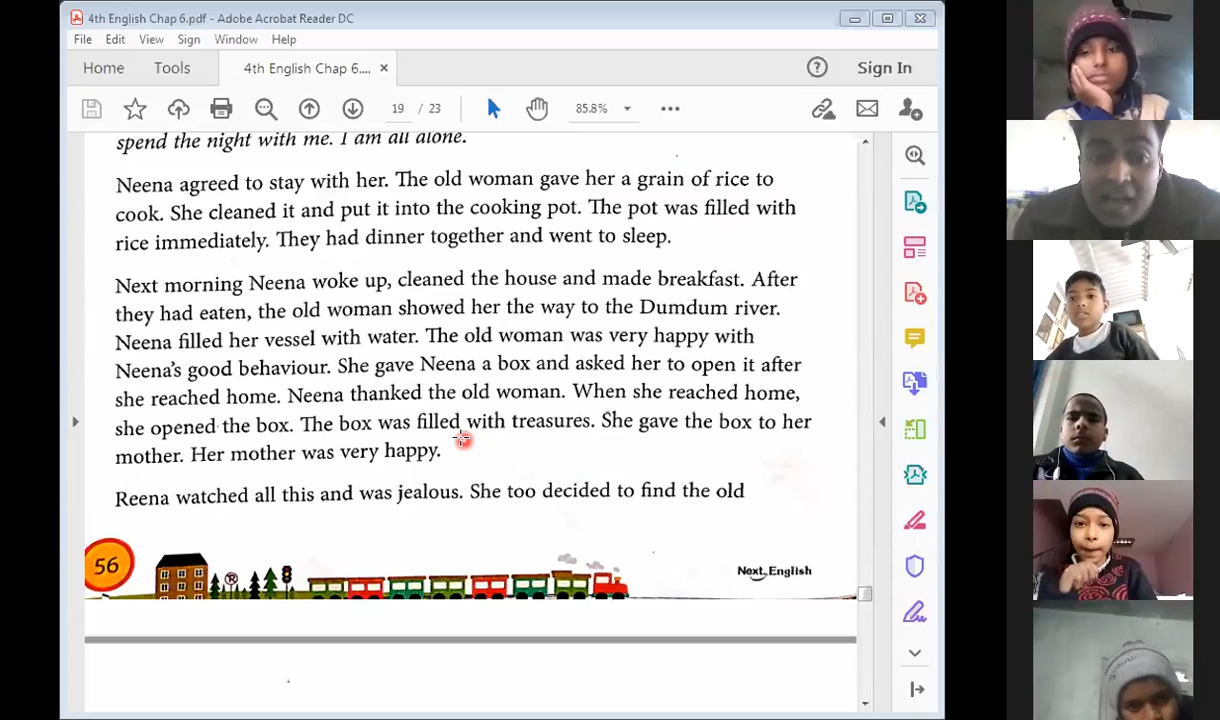 4th English Chap 6.pdf - Adobe Acrobat Reader DC
File Edit View Sign Window Help
Home Tools 4th English Chap 6.... × Sign In
19 / 23 85.8%
spend the night with me. I am all alone.
Neena agreed to stay with her. The old woman gave her a grain of rice to
cook. She cleaned it and put it into the cooking pot. The pot was filled with
rice immediately. They had dinner together and went to sleep.
Next morning Neena woke up, cleaned the house and made breakfast. After
they had eaten, the old woman showed her the way to the Dumdum river.
Neena filled her vessel with water. The old woman was very happy with
Neena's good behaviour. She gave Neena a box and asked her to open it after
she reached home. Neena thanked the old woman. When she reached home,
she opened the box. The box was filled with treasures. She gave the box to her
mother. Her mother was very happy.
Reena watched all this and was jealous. She too decided to find the old
56
Next English